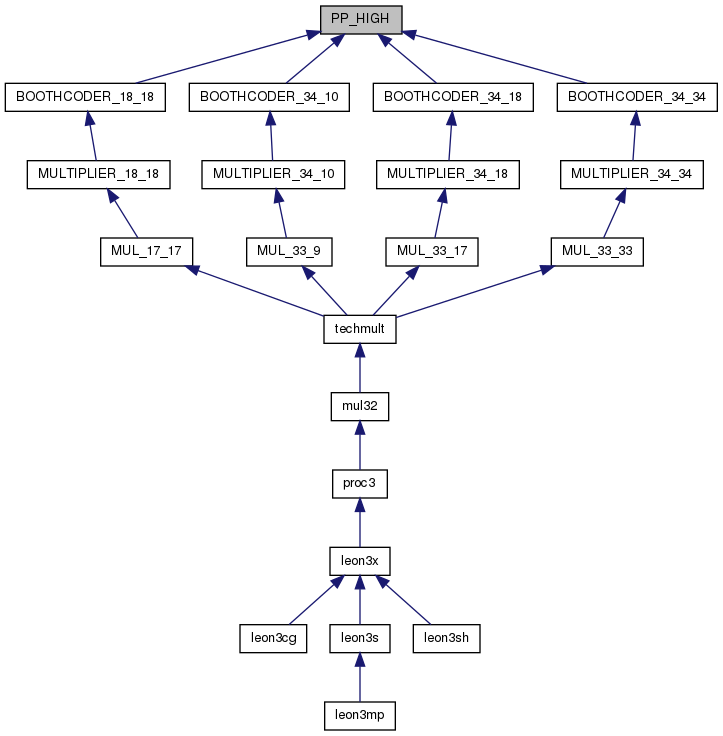 PP_HIGH
BOOTHCODER_18_18
BOOTHCODER_34_10
BOOTHCODER_34_18
BOOTHCODER_34_34
MULTIPLIER_18_18
MULTIPLIER_34_10
MULTIPLIER_34_18
MULTIPLIER_34_34
MUL_17_17
MUL_33_9
MUL_33_17
MUL_33_33
techmult
mul32
proc3
leon3x
leon3cg
leon3s
leon3sh
leon3mp